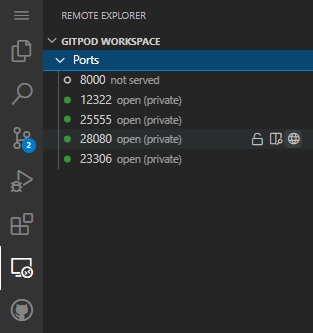 REMOTE EXPLORER
GITPOD WORKSPACE
Ports
8000 not served
12322 open (private)
25555 open (private)
28080 open (private)
23306 open (private)
2